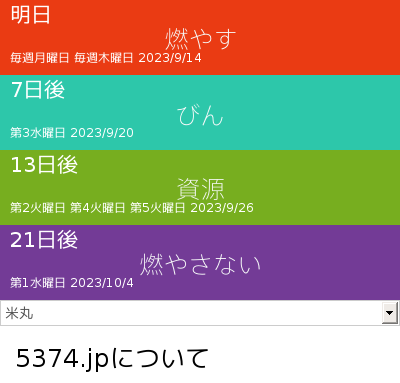 明日
燃やす
毎週月曜日 毎週木曜日 2023/9/14
7日後
びん
第3水曜日 2023/9/20
13日後
資源
第2火曜日 第4火曜日 第5火曜日 2023/9/26
21日後
燃やさない
第1水曜日 2023/10/4
米丸
5374.jpについて